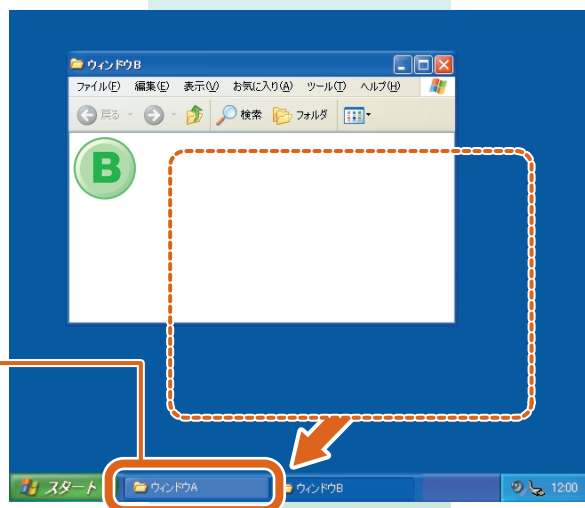 ウィンドウB
ファイル(F) 編集(E) 表示(V) お気に入り(A) ツール(T) ヘルプ(H)
戻る 検索 フォルダ
B
スタート ウィンドウA ウィンドウB 12:00